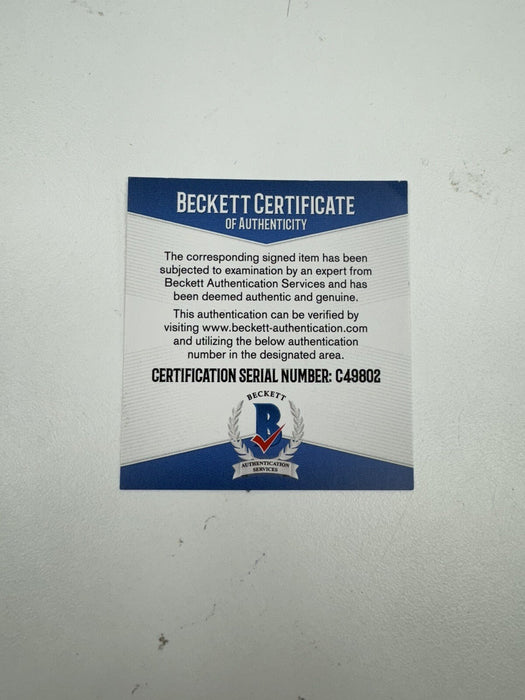 BECKETT CERTIFICATE
OF AUTHENTICITY
The corresponding signed item has been
subjected to examination by an expert from
Beckett Authentication Services and has
been deemed authentic and genuine.
This authentication can be verified by
visiting www.beckett-authentication.com
and utilizing the below authentication
number in the designated area.
CERTIFICATION SERIAL NUMBER: C49802
BECKETT
B
AUTHENTICATION
SERVICES